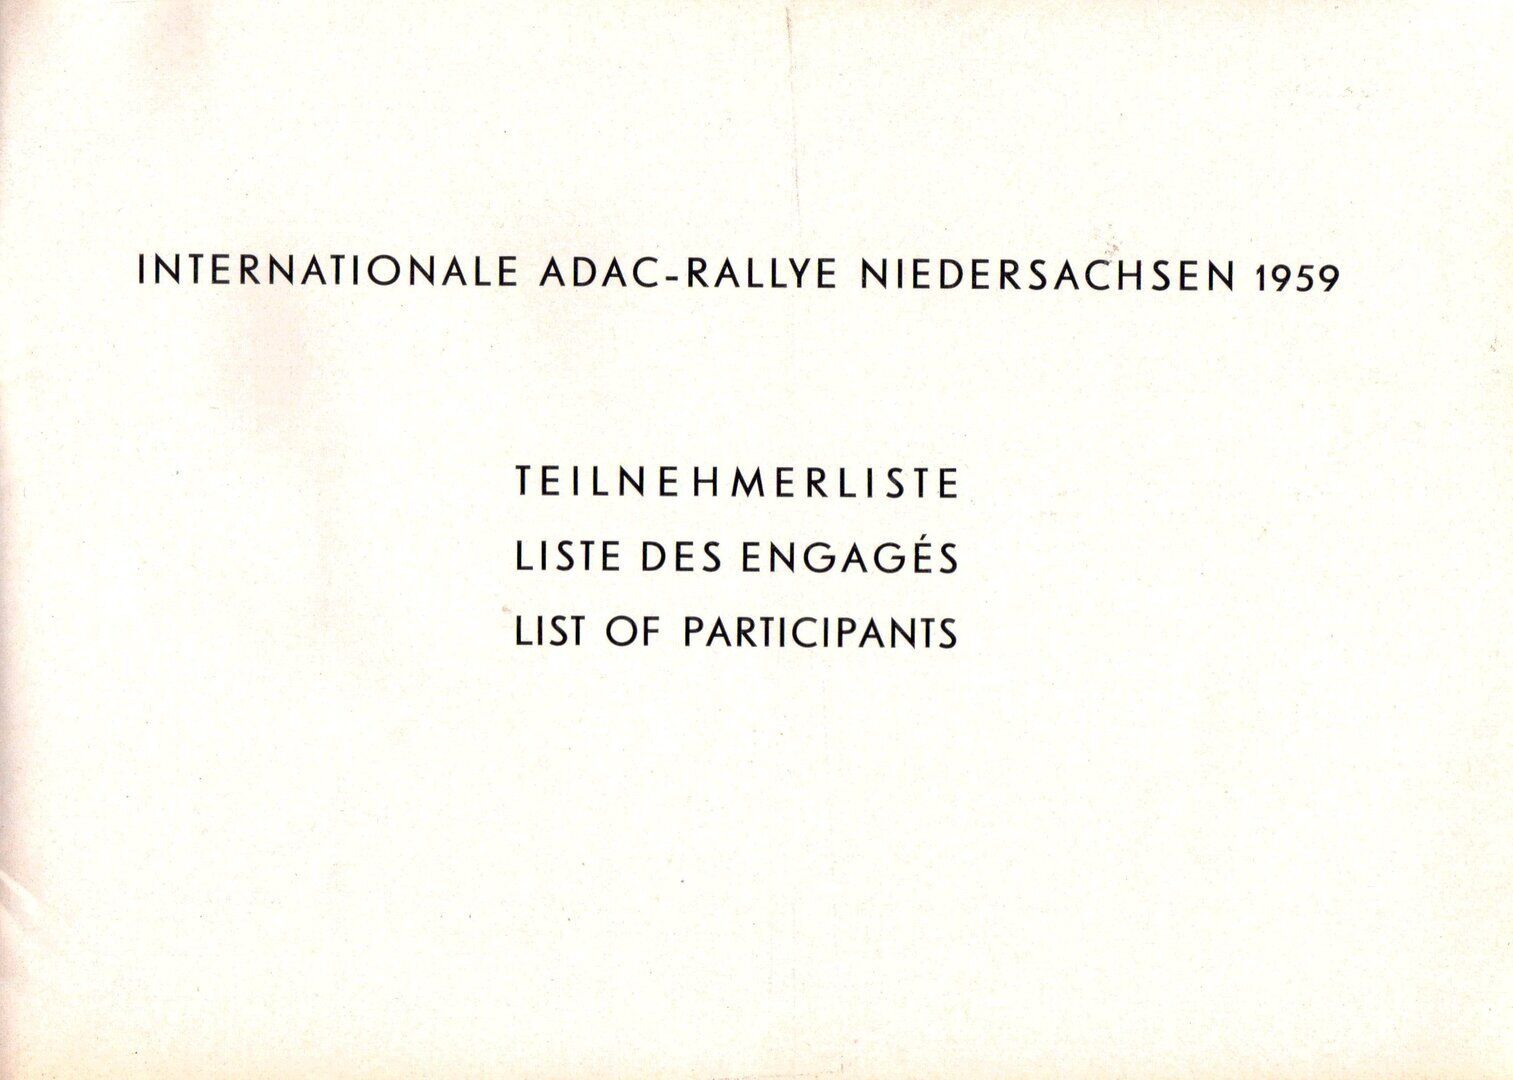 INTERNATIONALE ADAC-RALLYE NIEDERSACHSEN 1959
TEILNEHMERLISTE
LISTE DES ENGAGÉS
LIST OF PARTICIPANTS